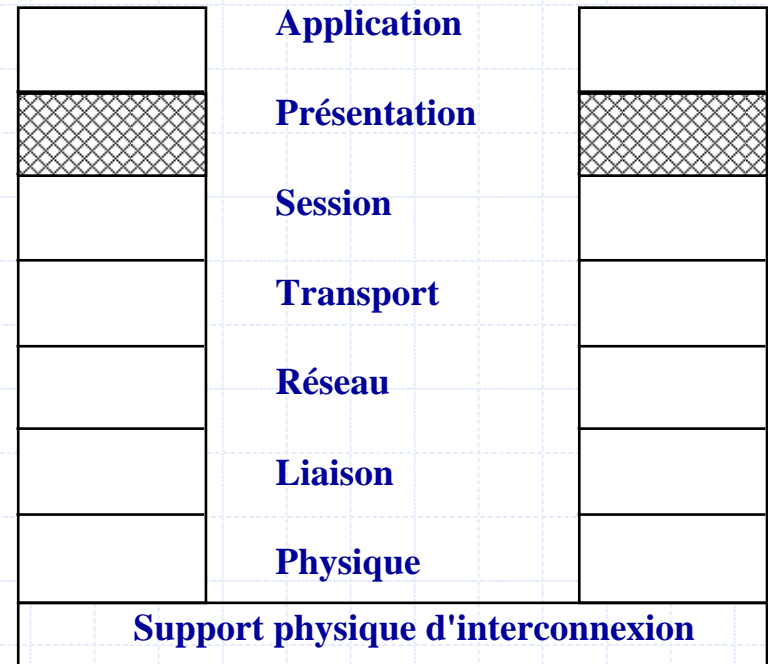 Application
Présentation
Session
Transport
Réseau
Liaison
Physique
Support physique d'interconnexion